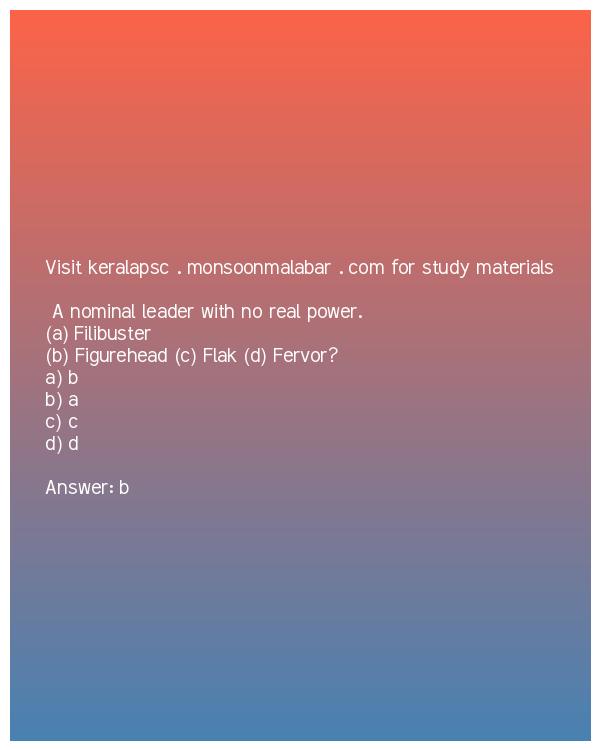 Visit keralapsc . monsoonmalabar . com for study materials
A nominal leader with no real power.
(a) Filibuster
(b) Figurehead (c) Flak (d) Fervor?
a) b
b) a
c) c
d) d
Answer: b